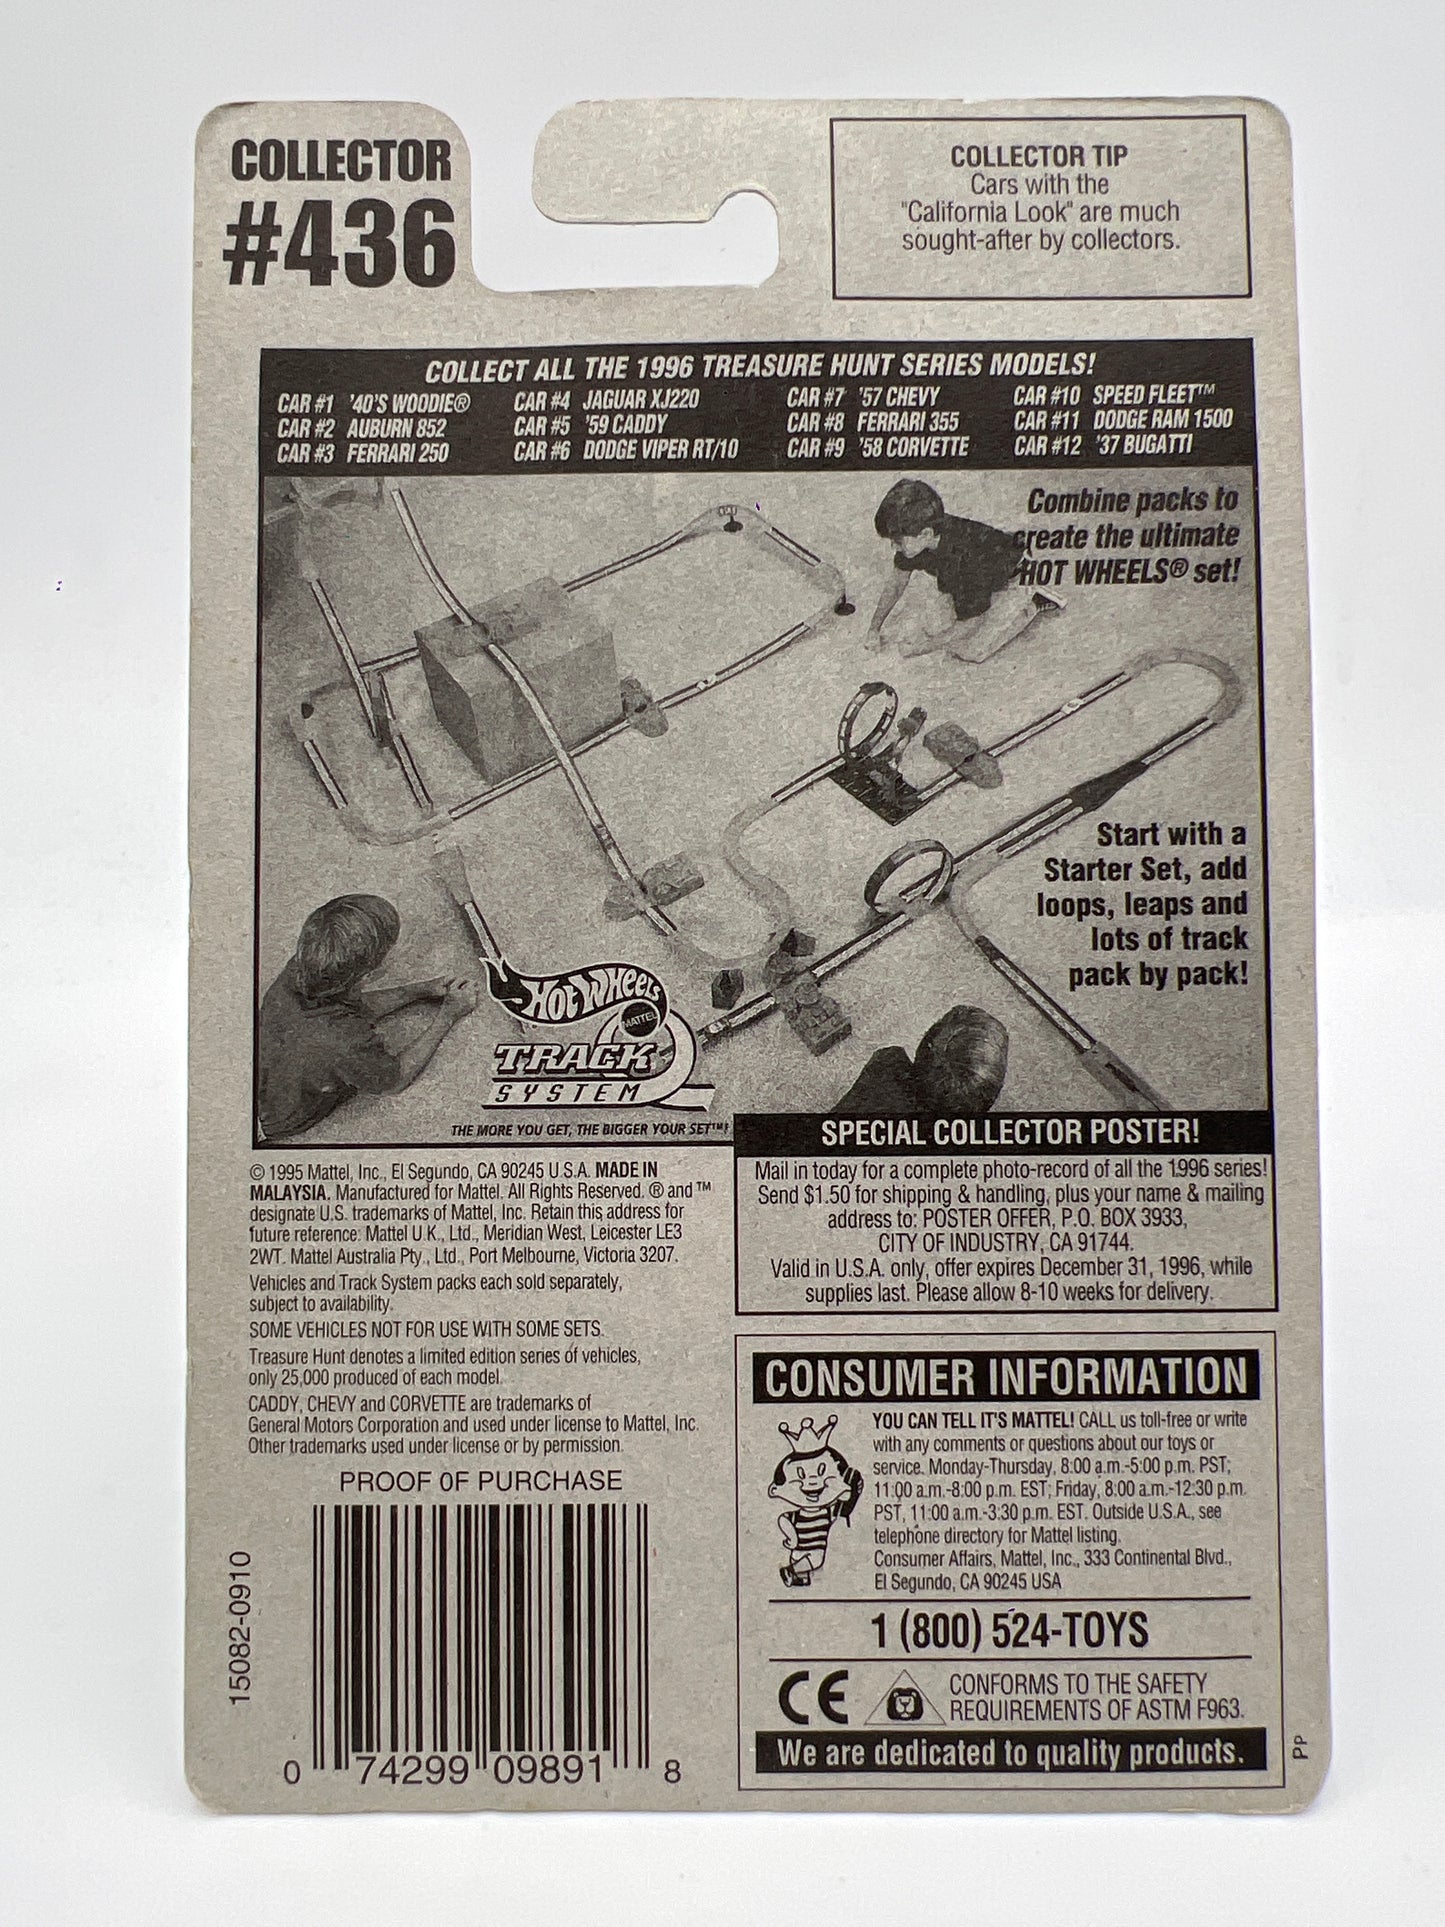 COLLECTOR
#436
COLLECTOR TIP
Cars with the
"California Look" are much
sought-after by collectors.
COLLECT ALL THE 1996 TREASURE HUNT SERIES MODELS!
CAR #1 '40'S WOODIE®
CAR #2 AUBURN 852
CAR #3 FERRARI 250
CAR #4 JAGUAR XJ220
CAR #5 '59 CADDY
CAR #6 DODGE VIPER RT/10
CAR #7 '57 CHEVY
CAR #8 FERRARI 355
CAR #9 '58 CORVETTE
CAR #10 SPEED FLEET™
CAR #11 DODGE RAM 1500
CAR #12 '37 BUGATTI
Combine packs to
create the ultimate
HOT WHEELS® set!
Start with a
Starter Set, add
loops, leaps and
lots of track
pack by pack!
HOT WHEELS
MATTEL
TRACK
SYSTEM
THE MORE YOU GET, THE BIGGER YOUR SET™!
© 1995 Mattel, Inc., El Segundo, CA 90245 U.S.A. MADE IN
MALAYSIA. Manufactured for Mattel. All Rights Reserved. ® and ™
designate U.S. trademarks of Mattel, Inc. Retain this address for
future reference: Mattel U.K., Ltd., Meridian West, Leicester LE3
2WT. Mattel Australia Pty., Ltd., Port Melbourne, Victoria 3207.
Vehicles and Track System packs each sold separately,
subject to availability.
SOME VEHICLES NOT FOR USE WITH SOME SETS.
Treasure Hunt denotes a limited edition series of vehicles,
only 25,000 produced of each model.
CADDY, CHEVY and CORVETTE are trademarks of
General Motors Corporation and used under license to Mattel, Inc.
Other trademarks used under license or by permission.
PROOF OF PURCHASE
15082-0910
0 74299 09891 8
SPECIAL COLLECTOR POSTER!
Mail in today for a complete photo-record of all the 1996 series!
Send $1.50 for shipping & handling, plus your name & mailing
address to: POSTER OFFER, P.O. BOX 3933,
CITY OF INDUSTRY, CA 91744.
Valid in U.S.A. only, offer expires December 31, 1996, while
supplies last. Please allow 8-10 weeks for delivery.
CONSUMER INFORMATION
YOU CAN TELL IT'S MATTEL! CALL us toll-free or write
with any comments or questions about our toys or
service. Monday-Thursday, 8:00 a.m.-5:00 p.m. PST;
11:00 a.m.-8:00 p.m. EST; Friday, 8:00 a.m.-12:30 p.m.
PST, 11:00 a.m.-3:30 p.m. EST. Outside U.S.A., see
telephone directory for Mattel listing.
Consumer Affairs, Mattel, Inc., 333 Continental Blvd.,
El Segundo, CA 90245 USA
1 (800) 524-TOYS
CE
CONFORMS TO THE SAFETY
REQUIREMENTS OF ASTM F963.
We are dedicated to quality products.
PP